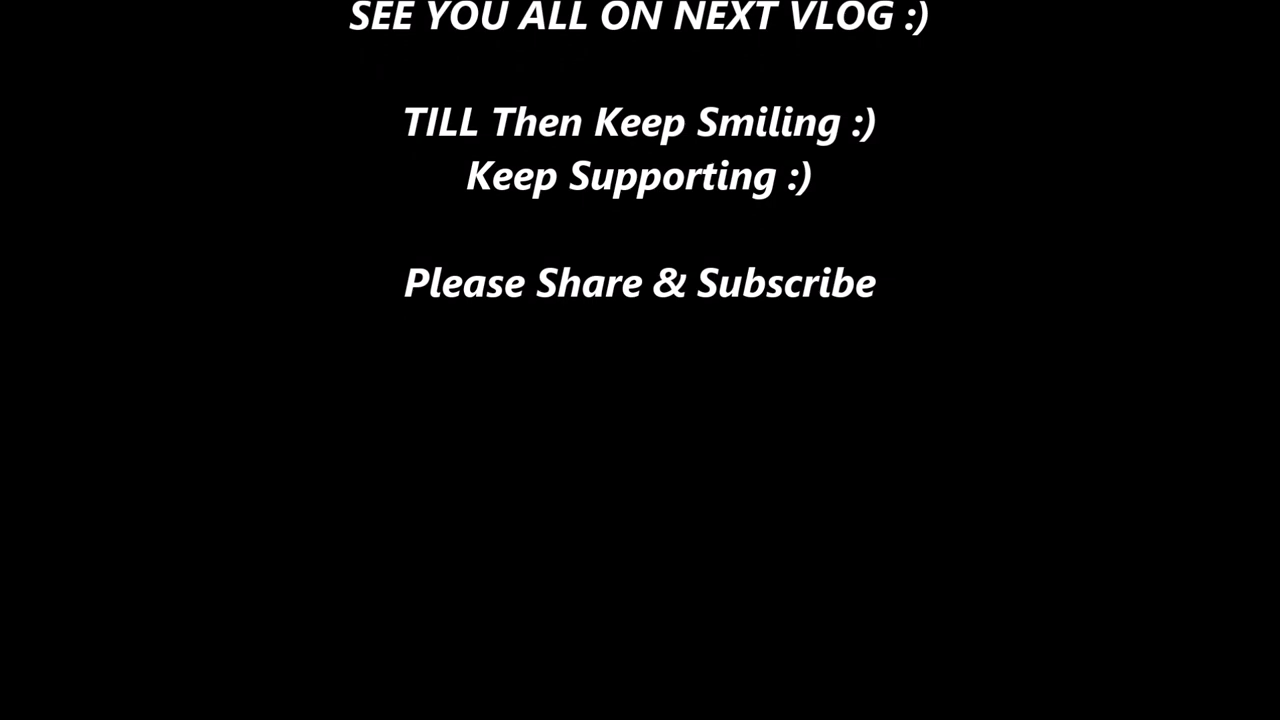 SEE YOU ALL ON NEXT VLOG :)
TILL Then Keep Smiling :)
Keep Supporting :)
Please Share & Subscribe